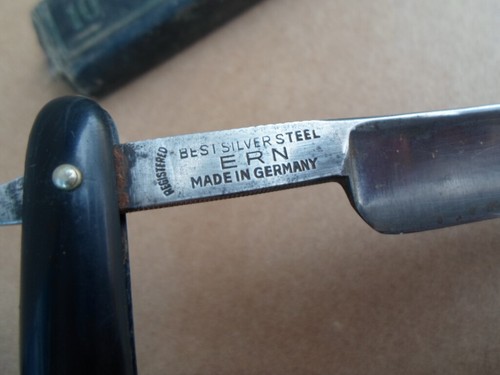 REGISTERED
BEST SILVER STEEL
ERN
MADE IN GERMANY